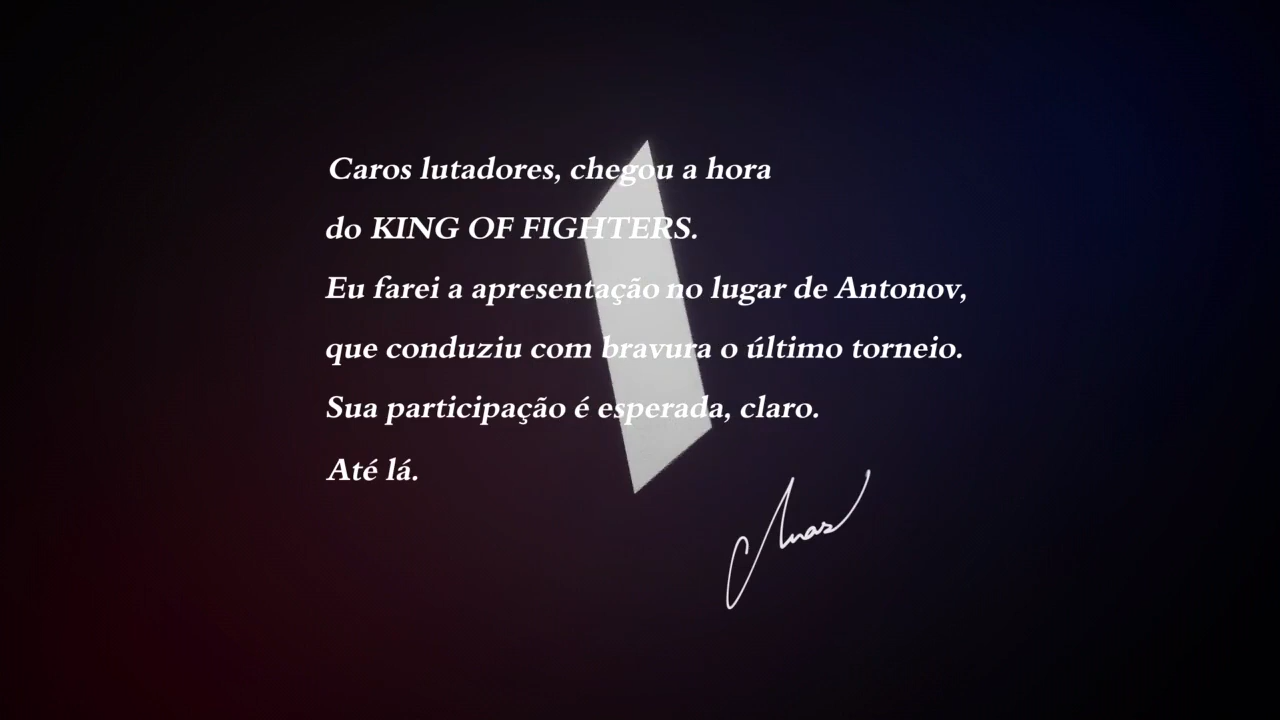 Caros lutadores, chegou a hora
do KING OF FIGHTERS.
Eu farei a apresentação no lugar de Antonov,
que conduziu com bravura o último torneio.
Sua participação é esperada, claro.
Até lá.